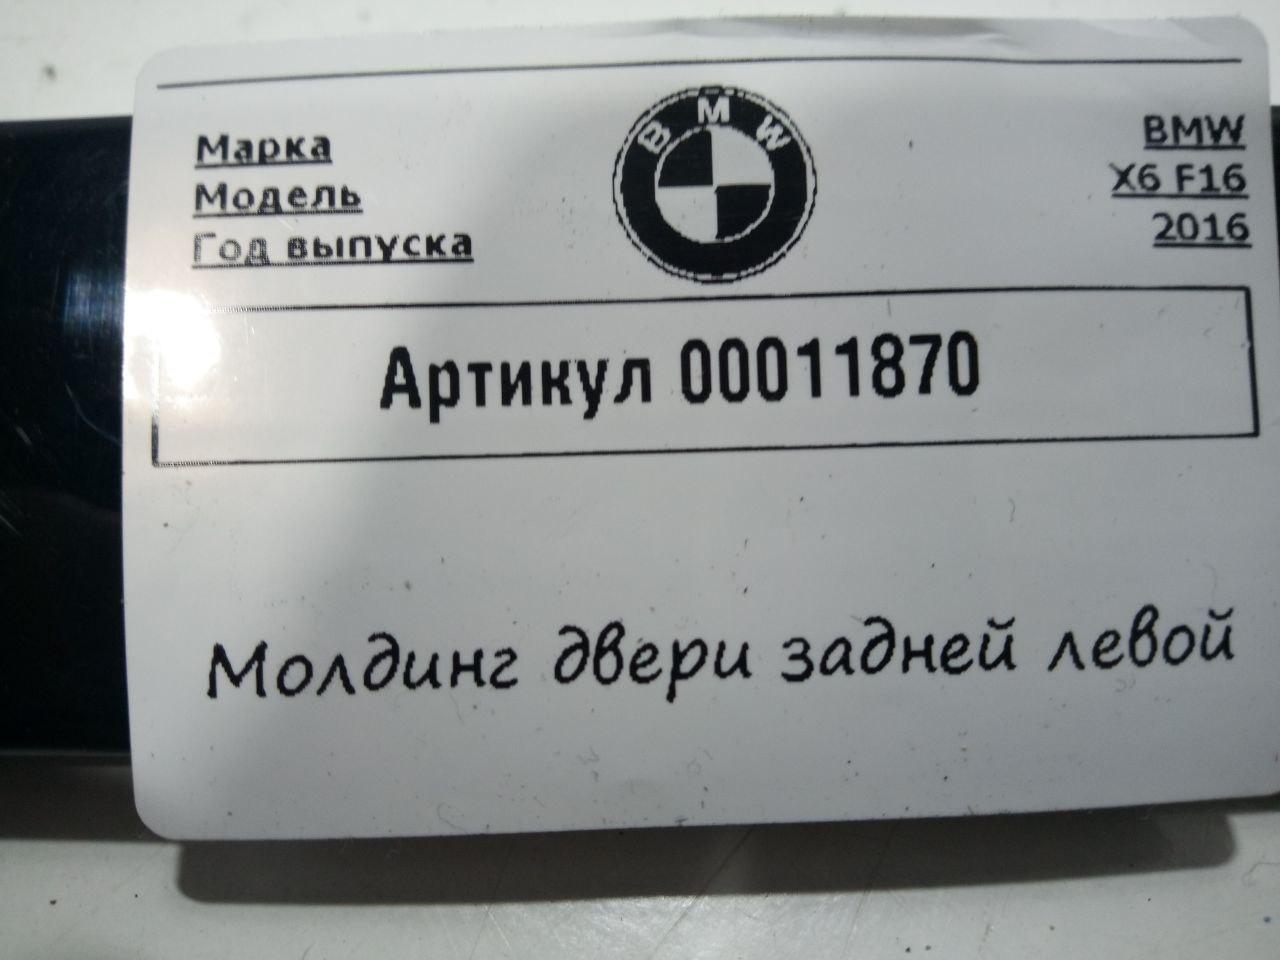 Марка
Модель
Год выпуска
BMW
BMW
X6 F16
2016
Артикул 00011870
Молдинг двери задней левой